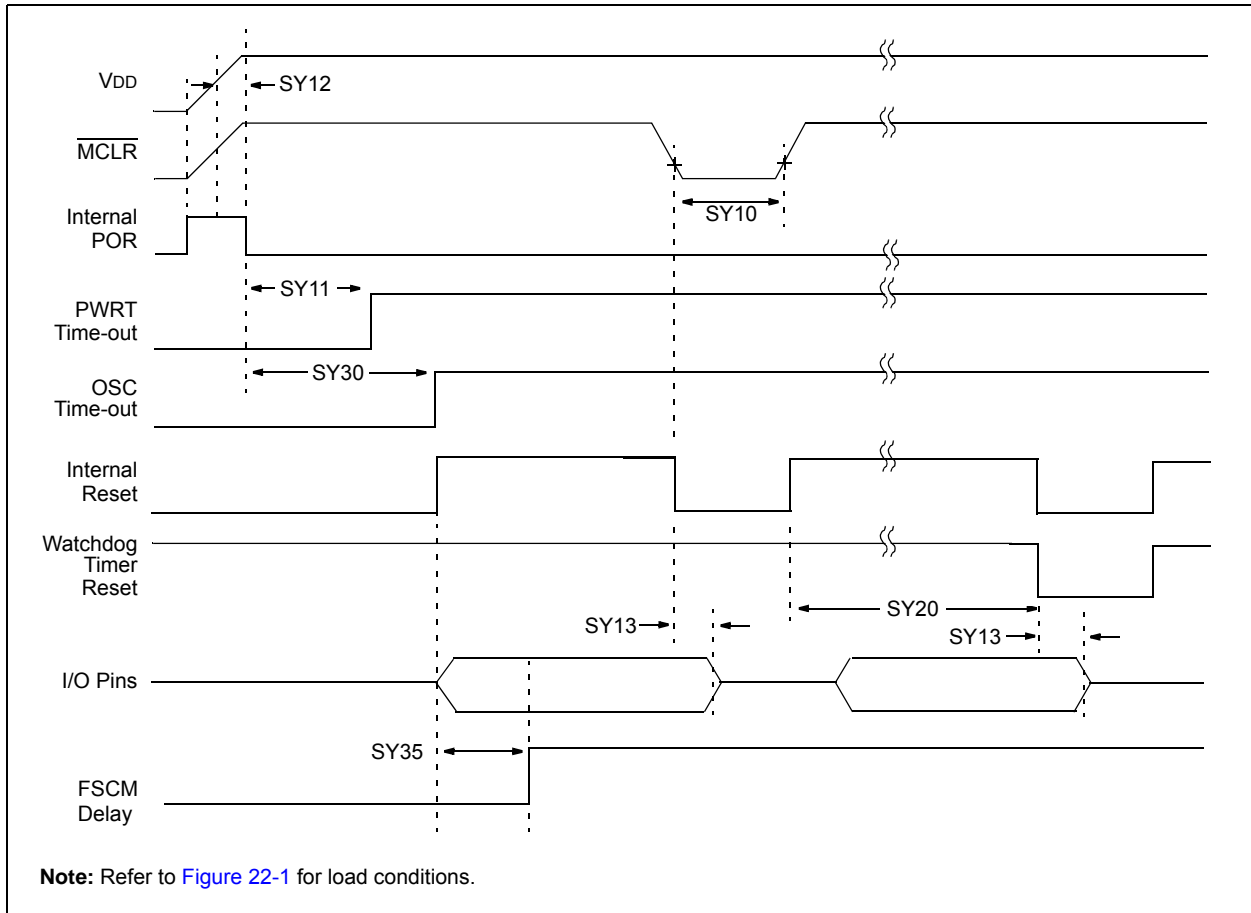 VDD
SY12
MCLR
SY10
Internal
POR
SY11
PWRT
Time-out
SY30
OSC
Time-out
Internal
Reset
Watchdog
Timer
Reset
SY20
SY13
SY13
I/O Pins
SY35
FSCM
Delay
Note: Refer to Figure 22-1 for load conditions.